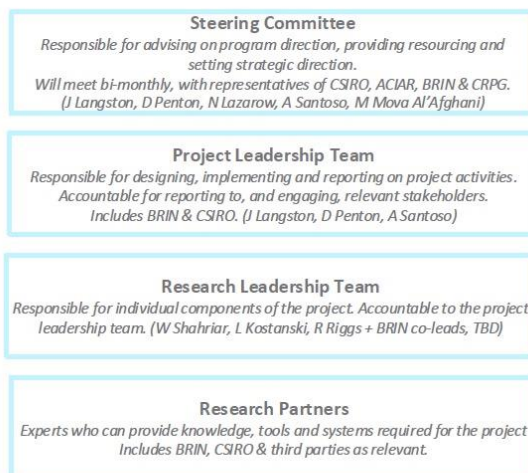 Steering Committee
Responsible for advising on program direction, providing resourcing and
setting strategic direction.
Will meet bi-monthly, with representatives of CSIRO, ACIAR, BRIN & CRPG.
(J Langston, D Penton, N Lazarow, A Santoso, M Mova Al'Afghani)
Project Leadership Team
Responsible for designing, implementing and reporting on project activities.
Accountable for reporting to, and engaging, relevant stakeholders.
Includes BRIN & CSIRO. (J Langston, D Penton, A Santoso)
Research Leadership Team
Responsible for individual components of the project. Accountable to the project
leadership team. (W Shahriar, L Kostanski, R Riggs + BRIN co-leads, TBD)
Research Partners
Experts who can provide knowledge, tools and systems required for the project
Includes BRIN, CSIRO & third parties as relevant.